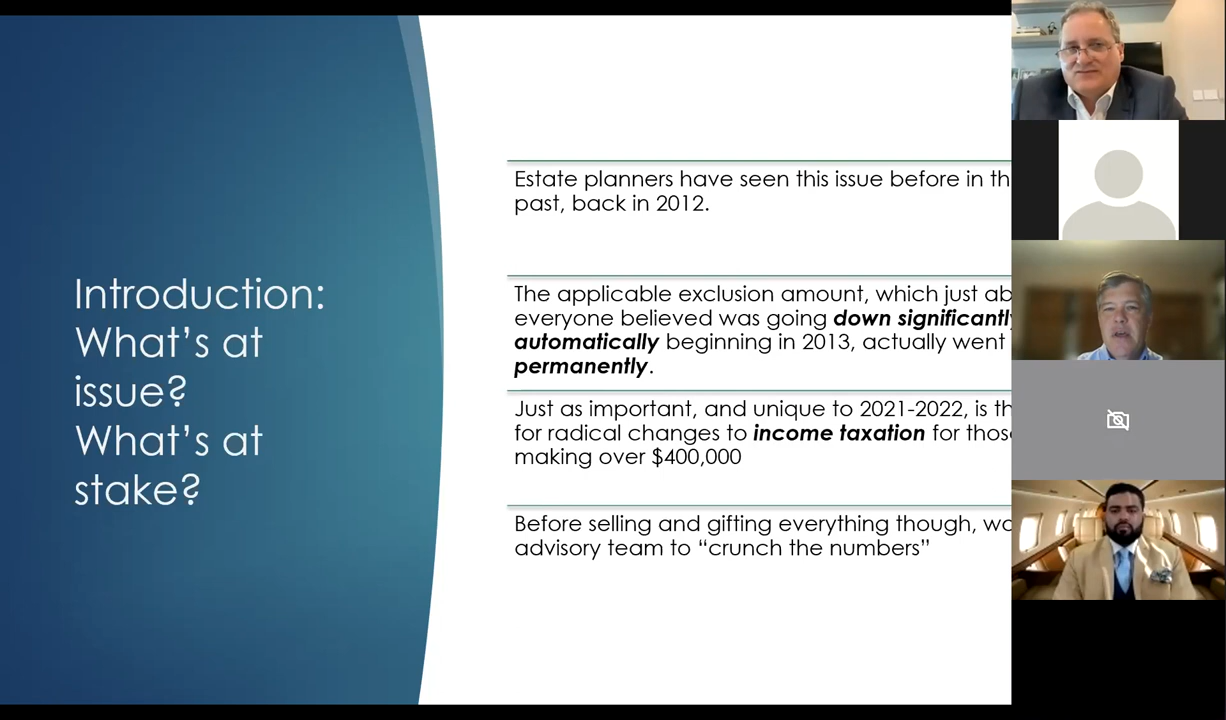 Introduction:
What’s at
issue?
What’s at
stake?
Estate planners have seen this issue before in th
past, back in 2012.
The applicable exclusion amount, which just ab
everyone believed was going down significantly
automatically beginning in 2013, actually went
permanently.
Just as important, and unique to 2021-2022, is th
for radical changes to income taxation for those
making over $400,000
Before selling and gifting everything though, wo
advisory team to “crunch the numbers”